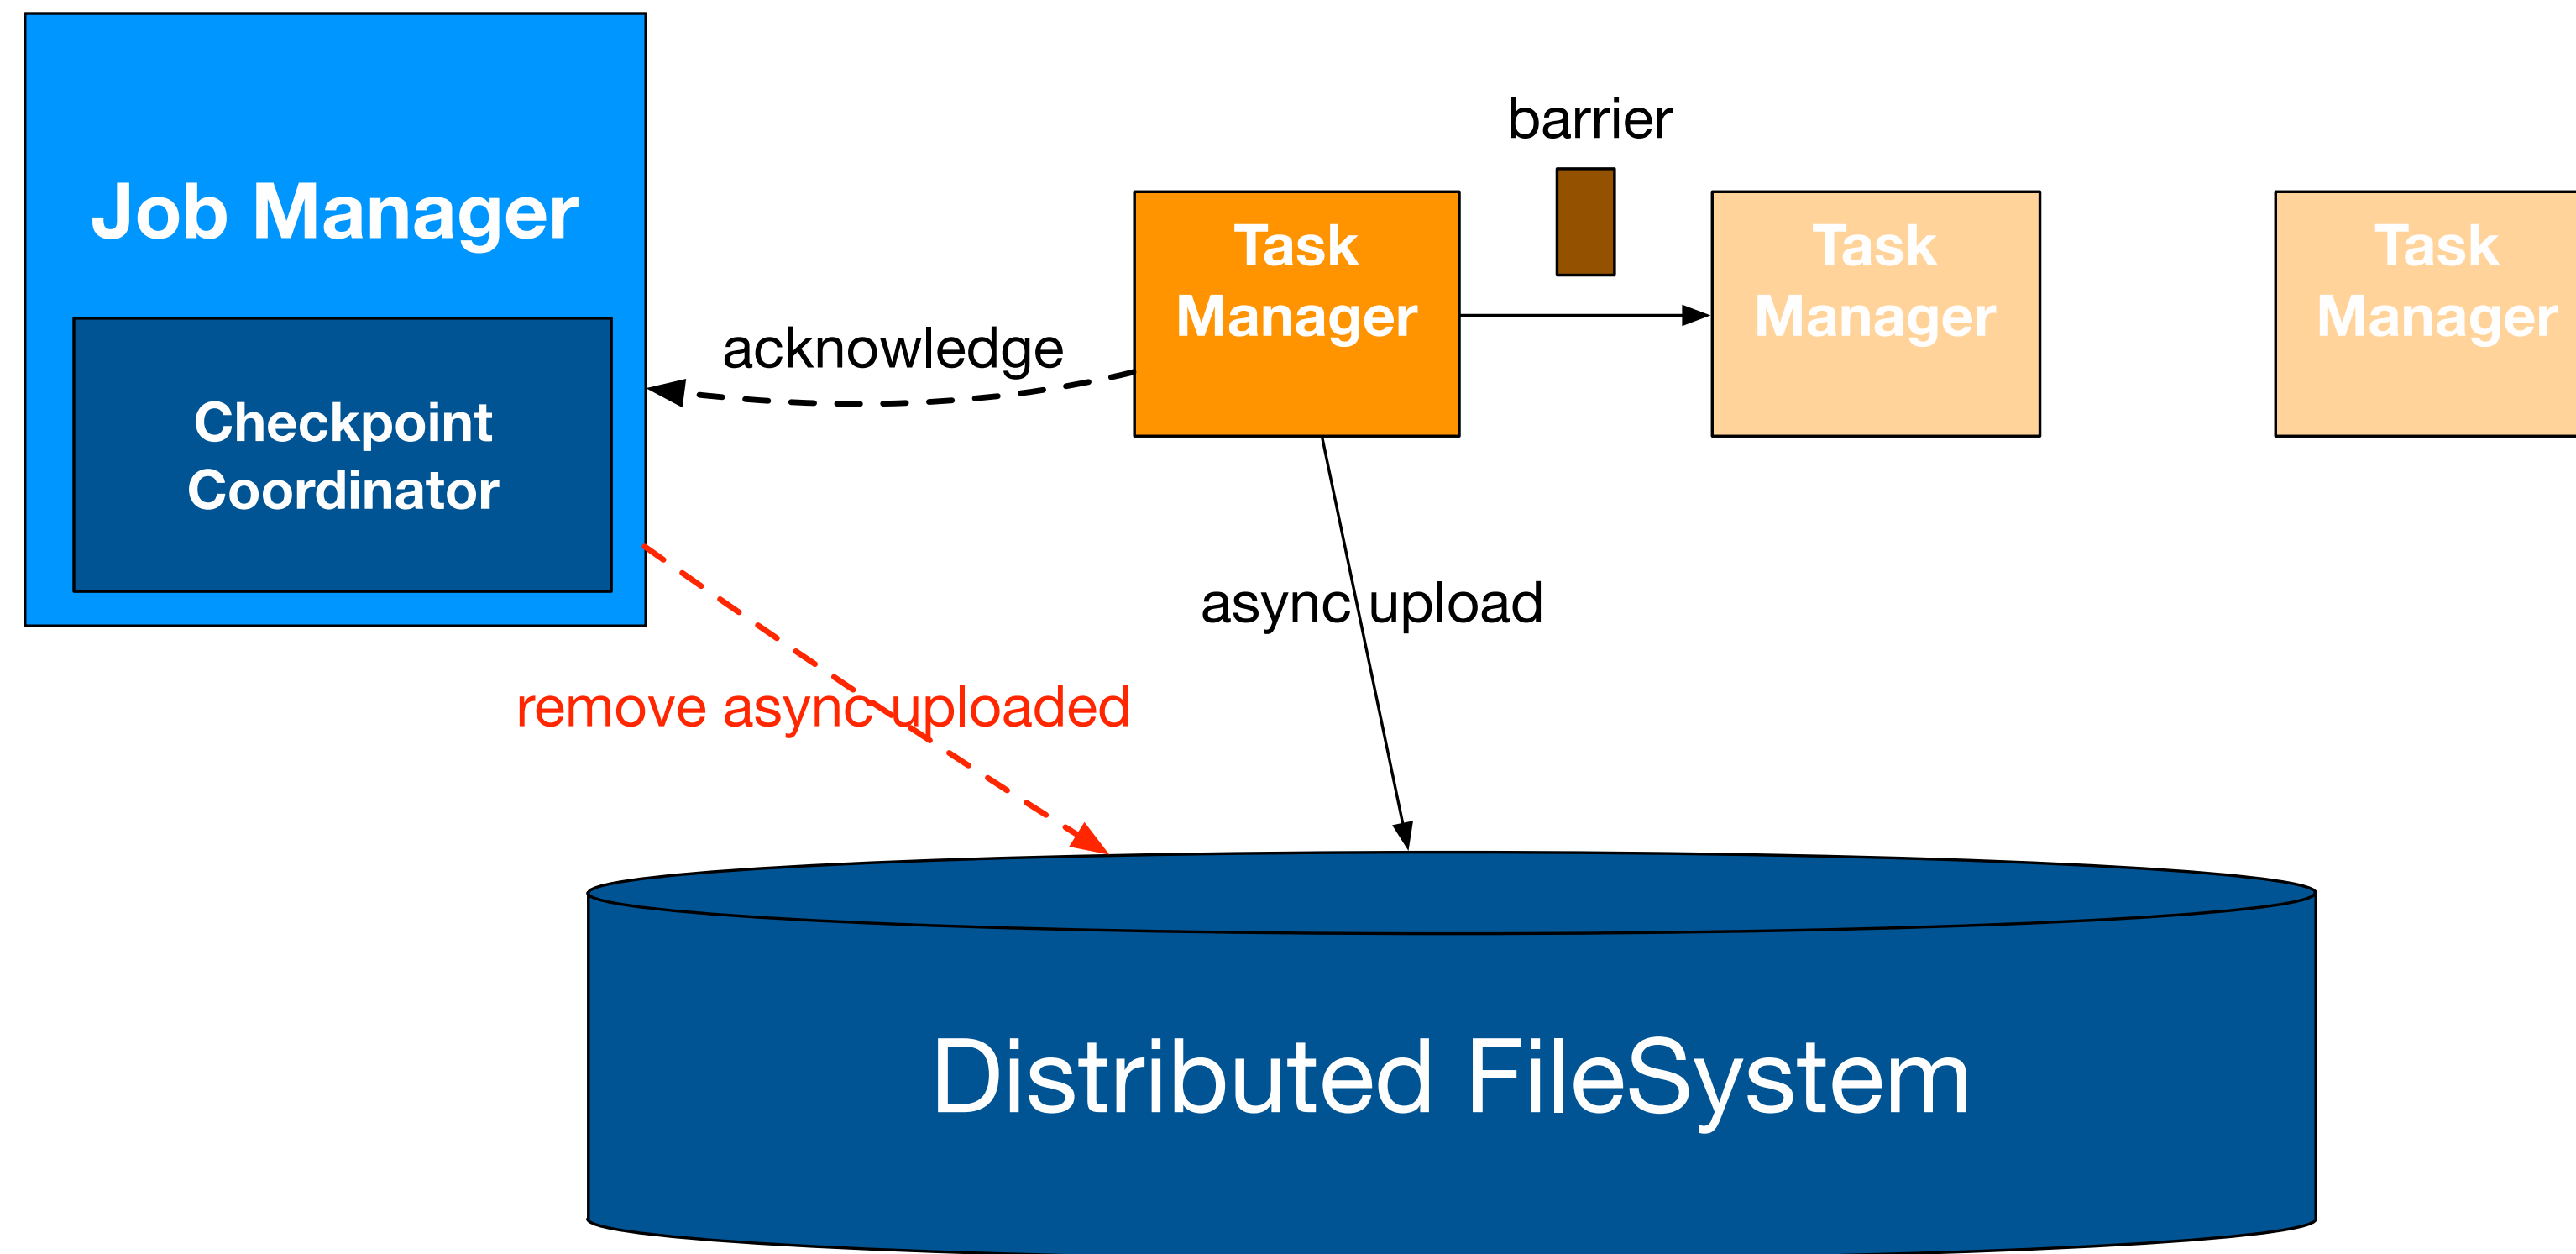 barrier
Job Manager
Task
Manager
Task
Manager
Task
Manager
acknowledge
Checkpoint
Coordinator
async upload
remove async uploaded
Distributed FileSystem